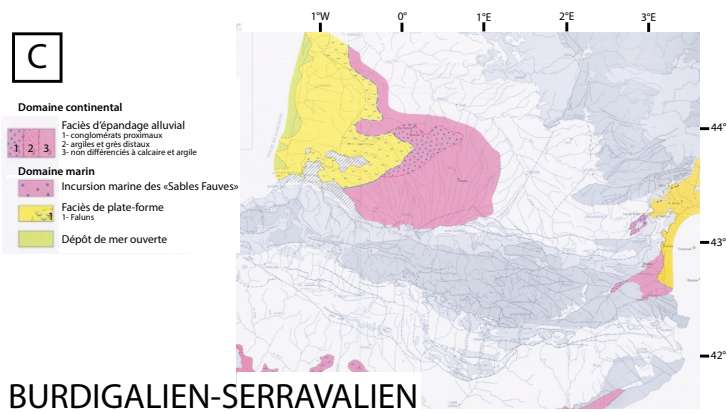 1°W 0° 1°E 2°E 3°E
C
Domaine continental
Faciès d'épandage alluvial
1- conglomérats proximaux
2- argiles et grès distaux
3- non différenciés à calcaire et argile
1 2 3
Domaine marin
Incursion marine des «Sables Fauves»
Faciès de plate-forme
1- Faluns
1
Dépôt de mer ouverte
44°
43°
42°
BURDIGALIEN-SERRAVALIEN